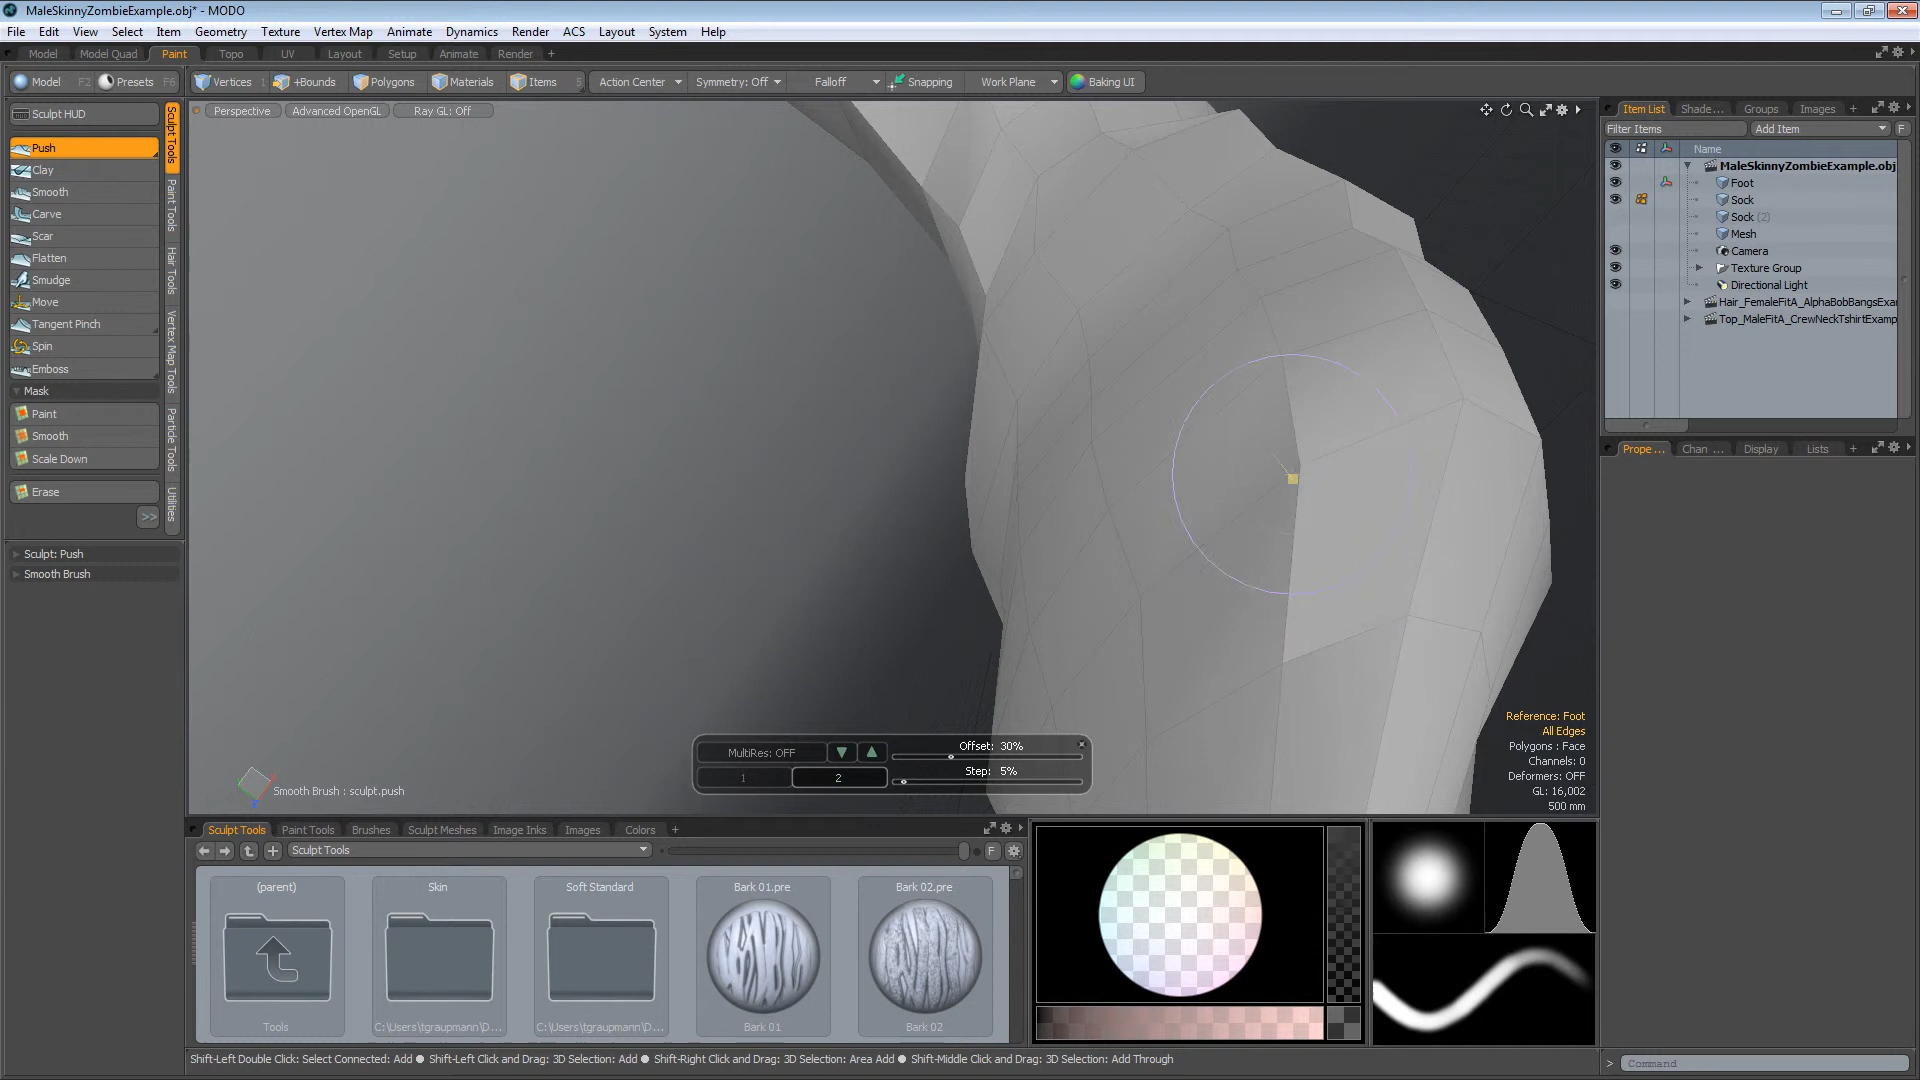 MaleSkinnyZombieExample.obj* - MODO
File Edit View Select Item Geometry Texture Vertex Map Animate Dynamics Render ACS Layout System Help
Model Model Quad Paint Topo UV Layout Setup Animate Render +
Model F2 Presets F6 Vertices 1 +Bounds Polygons Materials Items 5 Action Center Symmetry: Off Falloff Snapping Work Plane Baking UI
Sculpt HUD
Push
Clay
Smooth
Carve
Scar
Flatten
Smudge
Move
Tangent Pinch
Spin
Emboss
Mask
Paint
Smooth
Scale Down
Erase
>>
Sculpt: Push
Smooth Brush
Sculpt Tools
Paint Tools
Hair Tools
Vertex Map Tools
Particle Tools
Utilities
Perspective Advanced OpenGL Ray GL: Off
Reference: Foot
All Edges
Polygons : Face
Channels: 0
Deformers: OFF
GL: 16,002
500 mm
MultiRes: OFF Offset: 30%
1 2 Step: 5%
Smooth Brush : sculpt.push
Item List Shade... Groups Images +
Filter Items Add Item F
Name
MaleSkinnyZombieExample.obj
Foot
Sock
Sock (2)
Mesh
Camera
Texture Group
Directional Light
Hair_FemaleFitA_AlphaBobBangsExa
Top_MaleFitA_CrewNeckTshirtExamp
Prope ... Chan ... Display Lists +
Sculpt Tools Paint Tools Brushes Sculpt Meshes Image Inks Images Colors +
Sculpt Tools F
(parent) Skin Soft Standard Bark 01.pre Bark 02.pre
Tools C:\Users\tgraupmann\D... C:\Users\tgraupmann\D... Bark 01 Bark 02
Shift-Left Double Click: Select Connected: Add ● Shift-Left Click and Drag: 3D Selection: Add ● Shift-Right Click and Drag: 3D Selection: Area Add ● Shift-Middle Click and Drag: 3D Selection: Add Through
> Command